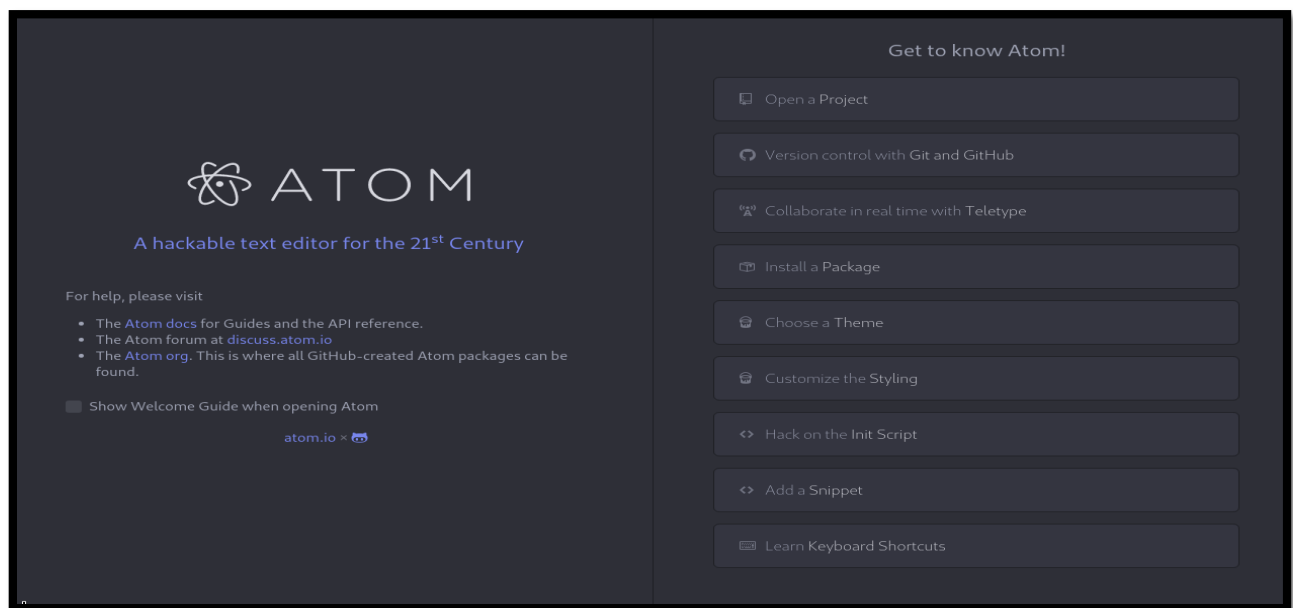 ATOM
A hackable text editor for the 21st Century
For help, please visit
• The Atom docs for Guides and the API reference.
• The Atom forum at discuss.atom.io
• The Atom org. This is where all GitHub-created Atom packages can be
found.
Show Welcome Guide when opening Atom
atom.io ×
Get to know Atom!
Open a Project
Version control with Git and GitHub
Collaborate in real time with Teletype
Install a Package
Choose a Theme
Customize the Styling
Hack on the Init Script
Add a Snippet
Learn Keyboard Shortcuts